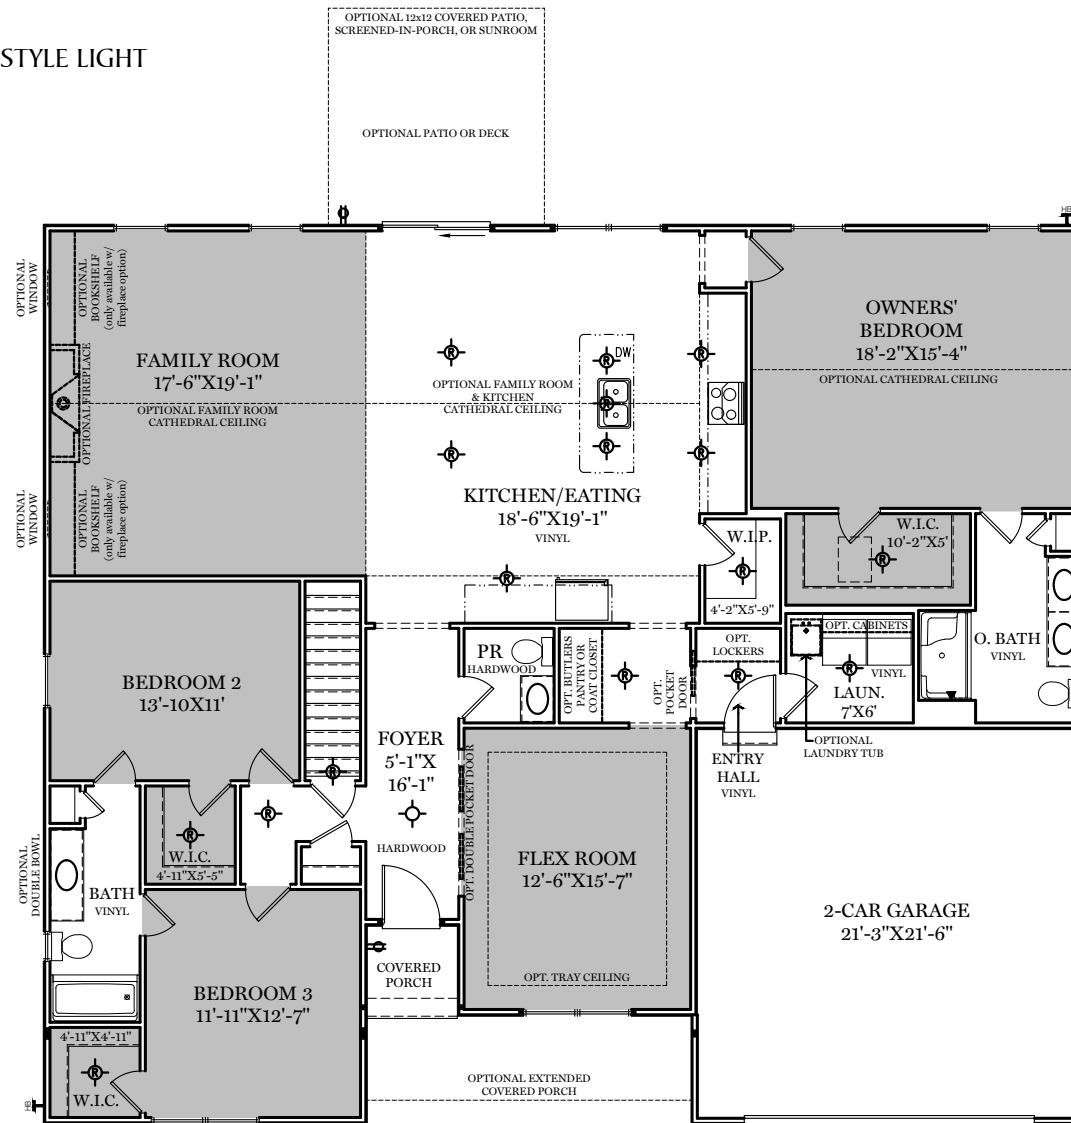 STYLE LIGHT
OPTIONAL 12x12 COVERED PATIO,
SCREENED-IN-PORCH, OR SUNROOM
OPTIONAL PATIO OR DECK
HB
OPTIONAL
WINDOW
OPTIONAL
BOOKSHELF
(only available w/
fireplace option)
FAMILY ROOM
17'-6"X19'-1"
OPTIONAL FIREPLACE
OPTIONAL FAMILY ROOM
CATHEDRAL CEILING
OPTIONAL
WINDOW
OPTIONAL
BOOKSHELF
(only available w/
fireplace option)
R
R
DW
R
R
OPTIONAL FAMILY ROOM
& KITCHEN
CATHEDRAL CEILING
R
R
R
R
KITCHEN/EATING
18'-6"X19'-1"
VINYL
R
OWNERS'
BEDROOM
18'-2"X15'-4"
OPTIONAL CATHEDRAL CEILING
W.I.P.
R
4'-2"X5'-9"
W.I.C.
10'-2"X5'
R
O. BATH
VINYL
OPT. CABINETS
R
VINYL
LAUN.
7'X6'
OPTIONAL
LAUNDRY TUB
OPT.
LOCKERS
R
ENTRY
HALL
VINYL
OPT.
POCKET
DOOR
R
OPT. BUTLERS
PANTRY OR
COAT CLOSET
PR
HARDWOOD
BEDROOM 2
13'-10X11'
R
FOYER
5'-1"X
16'-1"
HARDWOOD
OPT. DOUBLE POCKET DOOR
FLEX ROOM
12'-6"X15'-7"
OPT. TRAY CEILING
2-CAR GARAGE
21'-3"X21'-6"
R
W.I.C.
4'-11"X5'-5"
R
OPTIONAL
DOUBLE BOWL
BATH
VINYL
BEDROOM 3
11'-11"X12'-7"
COVERED
PORCH
4'-11"X4'-11"
R
W.I.C.
HB
OPTIONAL EXTENDED
COVERED PORCH